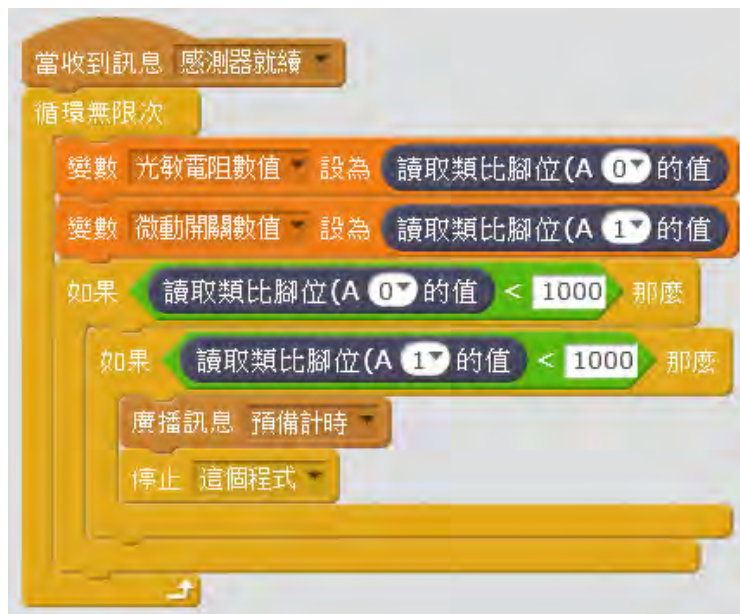 當收到訊息 感測器就續
循環無限次
變數 光敏電阻數值 設為 讀取類比腳位(A 0 的值
變數 微動開關數值 設為 讀取類比腳位(A 1 的值
如果 讀取類比腳位(A 0 的值 < 1000 那麼
如果 讀取類比腳位(A 1 的值 < 1000 那麼
廣播訊息 預備計時
停止 這個程式